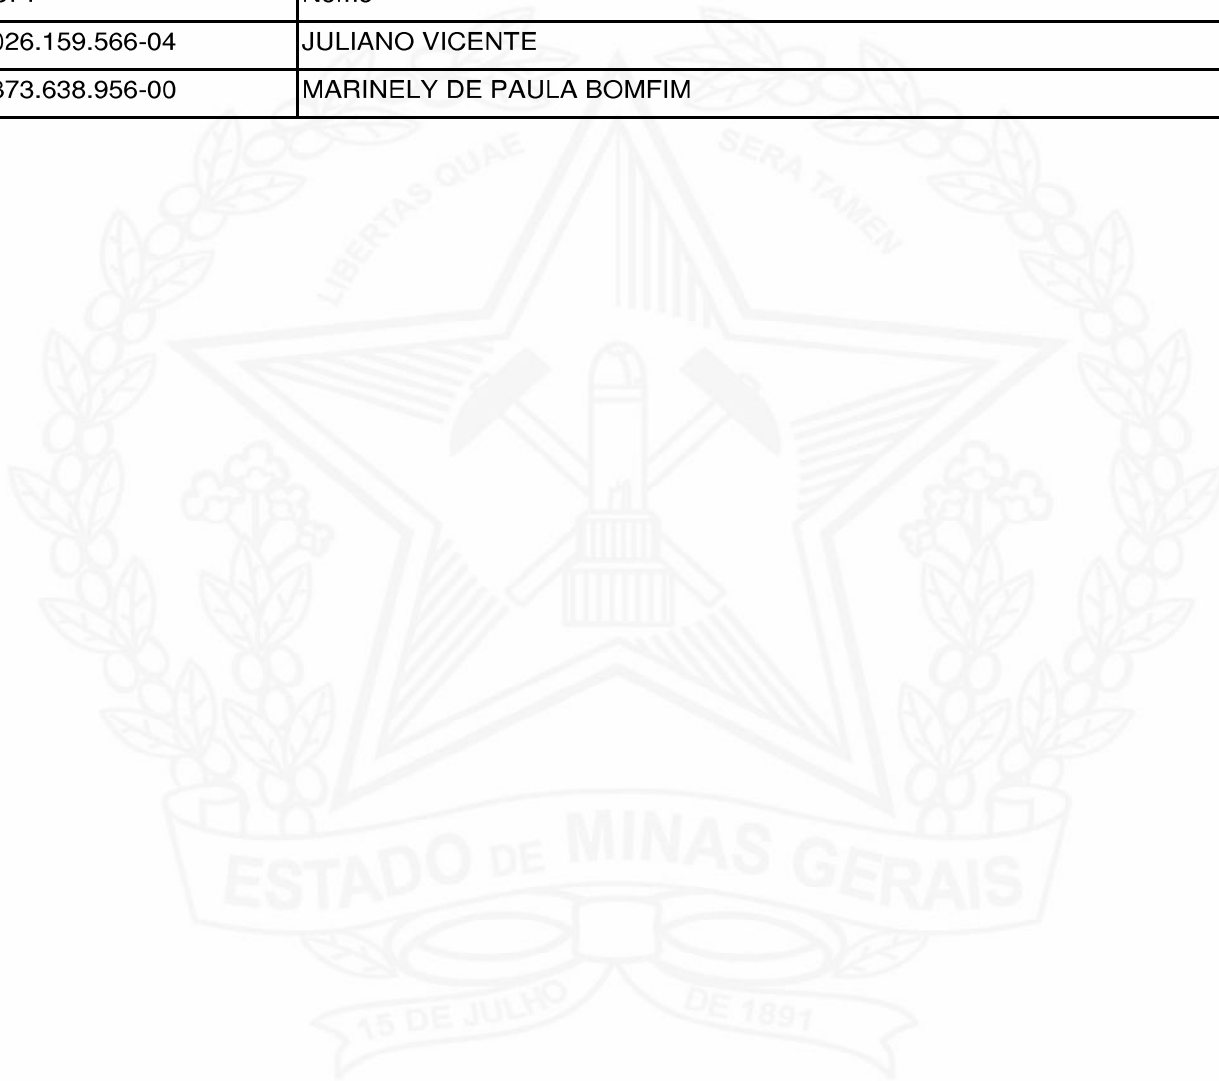 026.159.566-04 JULIANO VICENTE
873.638.956-00 MARINELY DE PAULA BOMFIM
LIBERTAS QUAE SERA TAMEN
ESTADO DE MINAS GERAIS
15 DE JULHO DE 1891